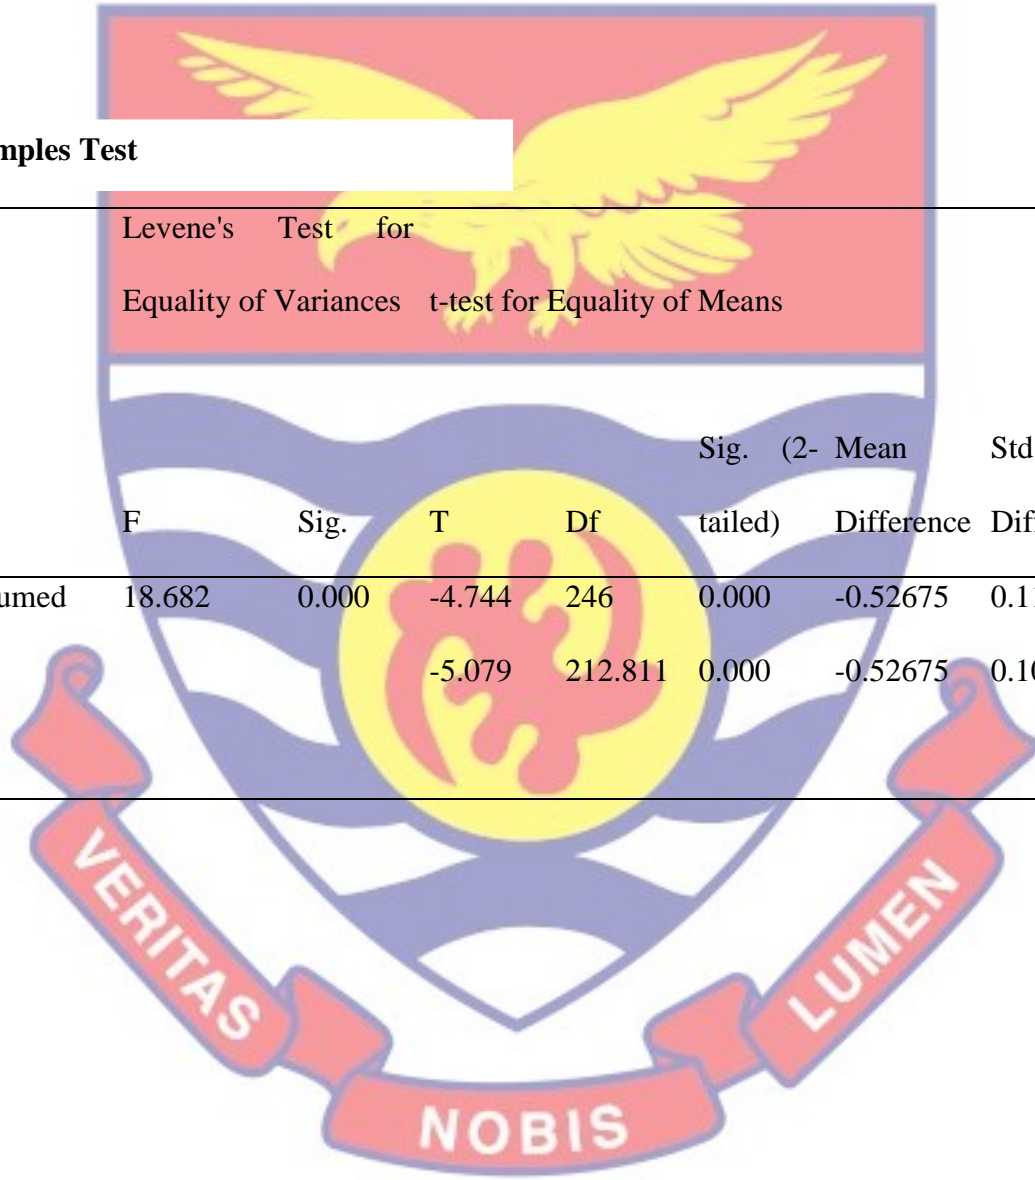 mples Test
Levene's Test for
Equality of Variances t-test for Equality of Means
Sig. (2- Mean Std
F Sig. T Df tailed) Difference Dif
umed 18.682 0.000 -4.744 246 0.000 -0.52675 0.1
-5.079 212.811 0.000 -0.52675 0.10
VERITAS
NOBIS
LUMEN